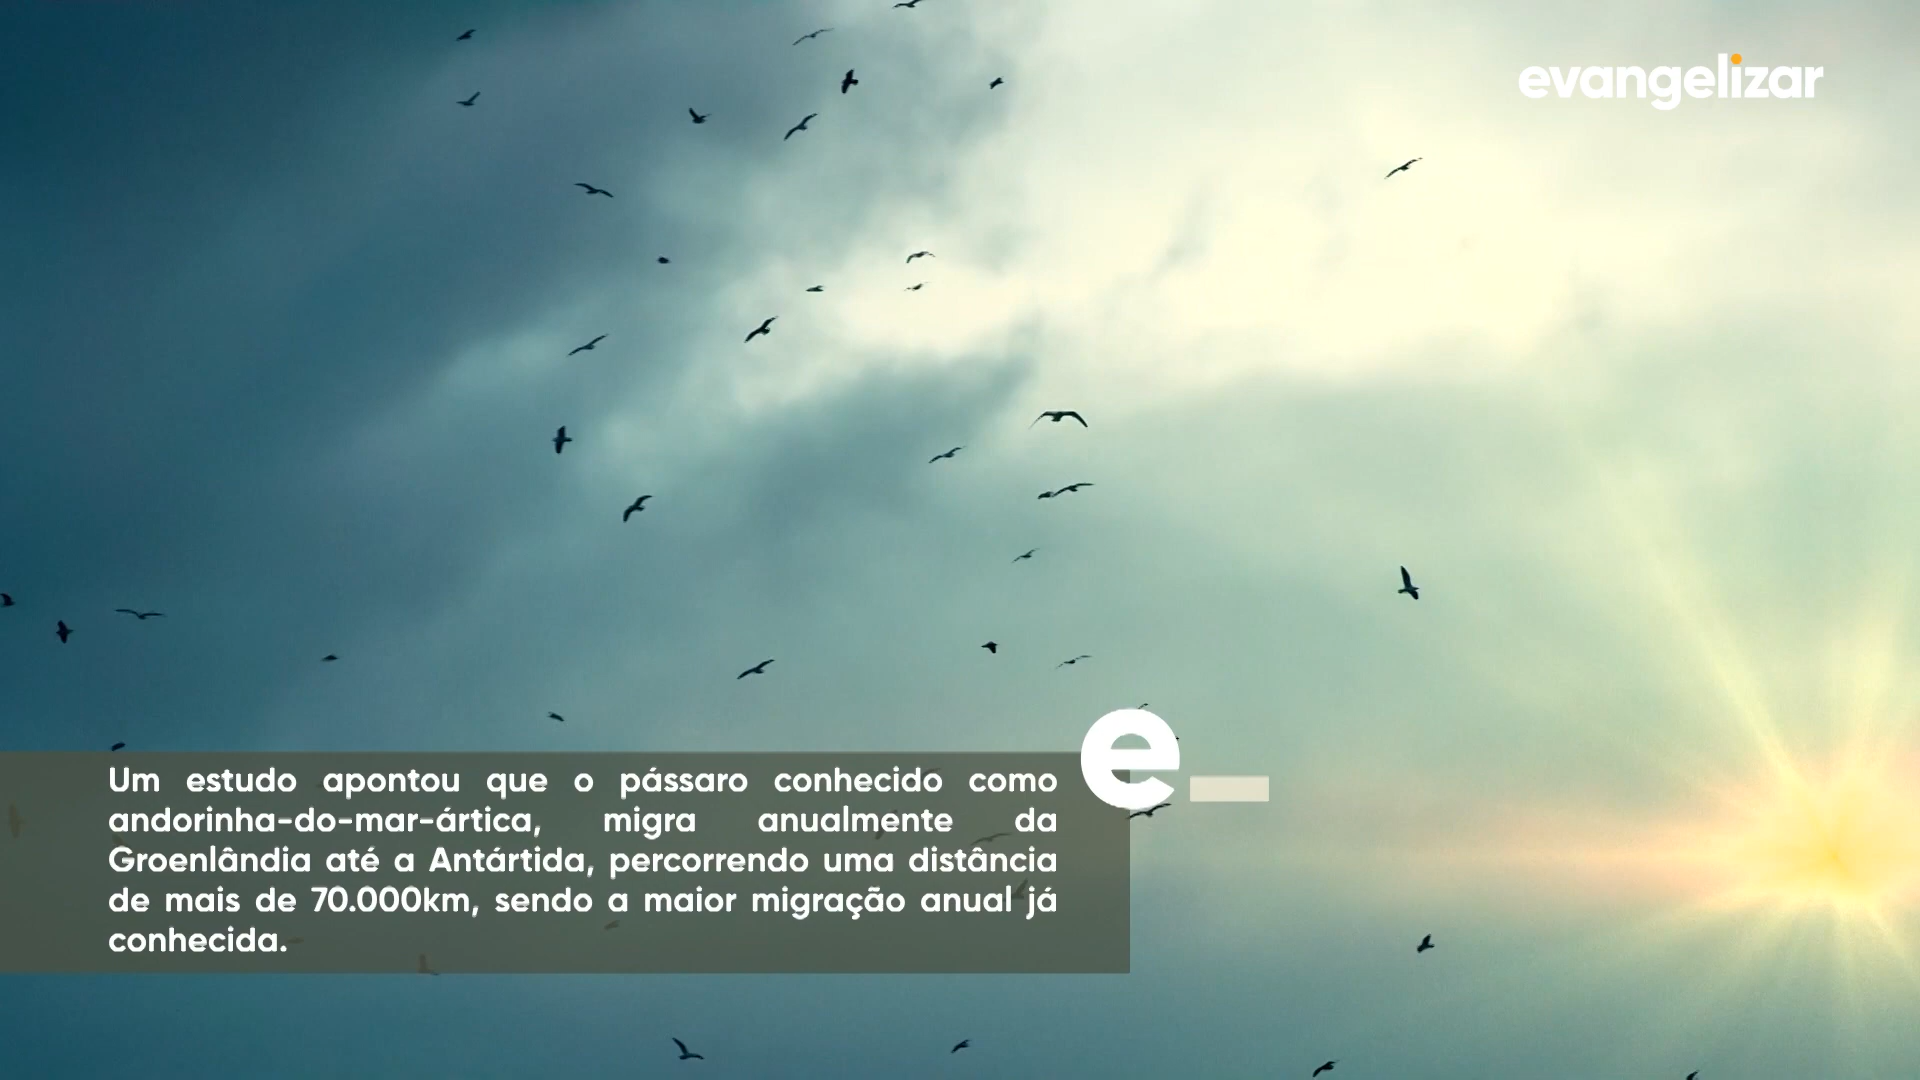 evangelizar
e
Um estudo apontou que o pássaro conhecido como
andorinha-do-mar-ártica, migra anualmente da
Groenlândia até a Antártida, percorrendo uma distância
de mais de 70.000km, sendo a maior migração anual já
conhecida.